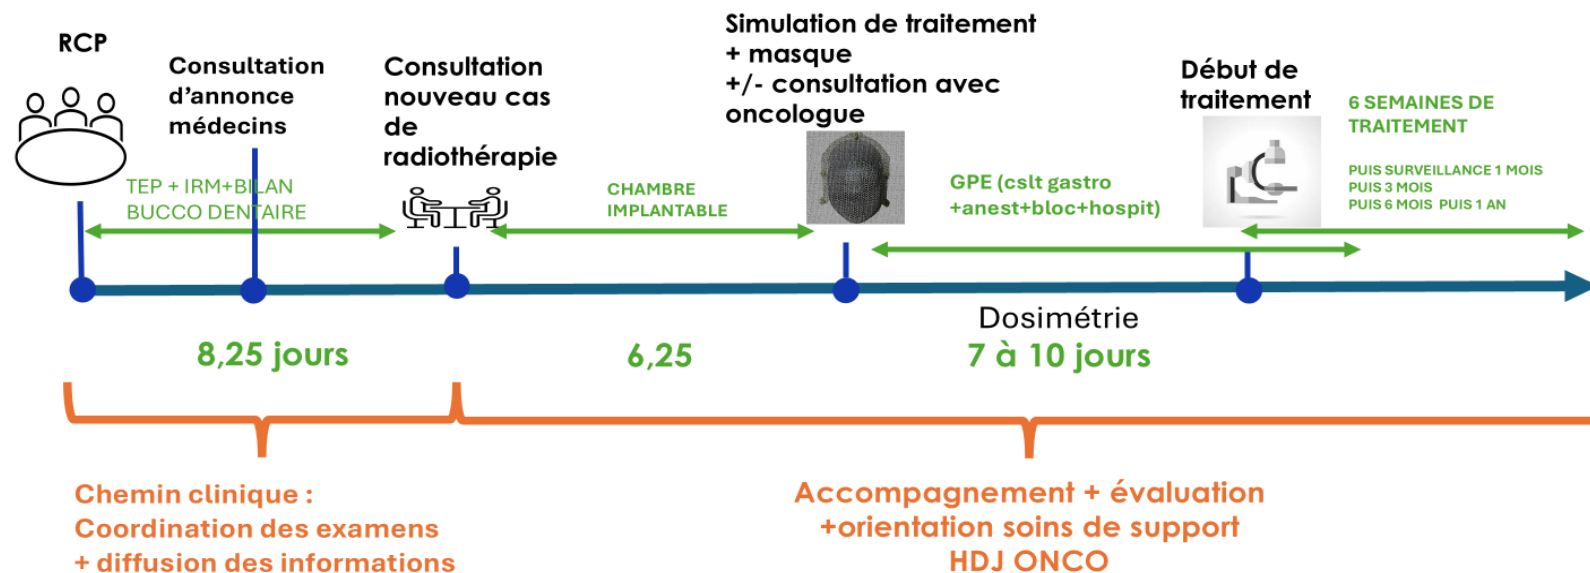 RCP
Consultation
d’annonce
médecins
Consultation
nouveau cas
de
radiothérapie
Simulation de traitement
+ masque
+/- consultation avec
oncologue
Début de
traitement
6 SEMAINES DE
TRAITEMENT
PUIS SURVEILLANCE 1 MOIS
PUIS 3 MOIS
PUIS 6 MOIS PUIS 1 AN
TEP + IRM+BILAN
BUCCO DENTAIRE
CHAMBRE
IMPLANTABLE
GPE (cslt gastro
+anest+bloc+hospit)
Dosimétrie
8,25 jours
6,25
7 à 10 jours
Chemin clinique :
Coordination des examens
+ diffusion des informations
Accompagnement + évaluation
+orientation soins de support
HDJ ONCO